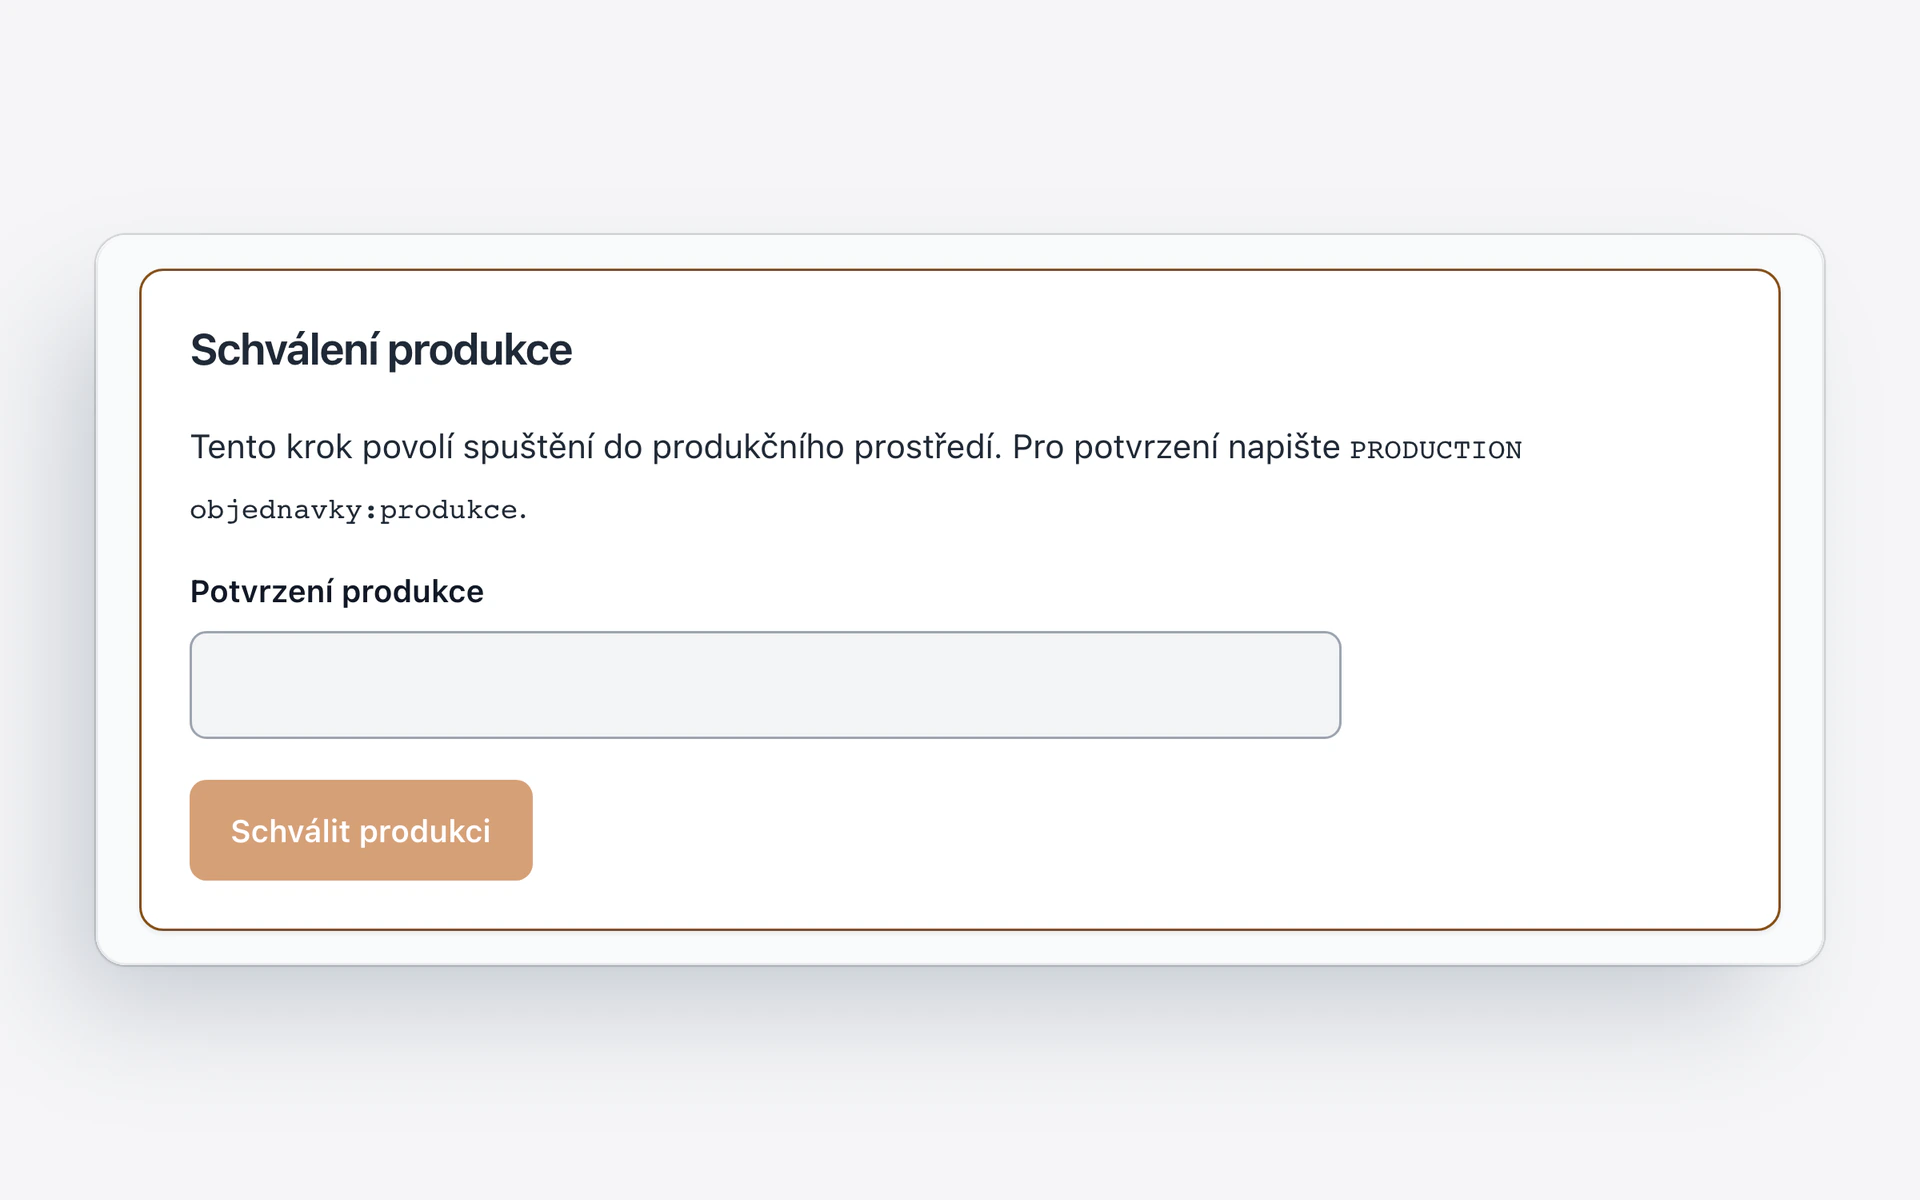 Schválení produkce
Tento krok povolí spuštění do produkčního prostředí. Pro potvrzení napište PRODUCTION
objednavky:produkce.
Potvrzení produkce
Schválit produkci